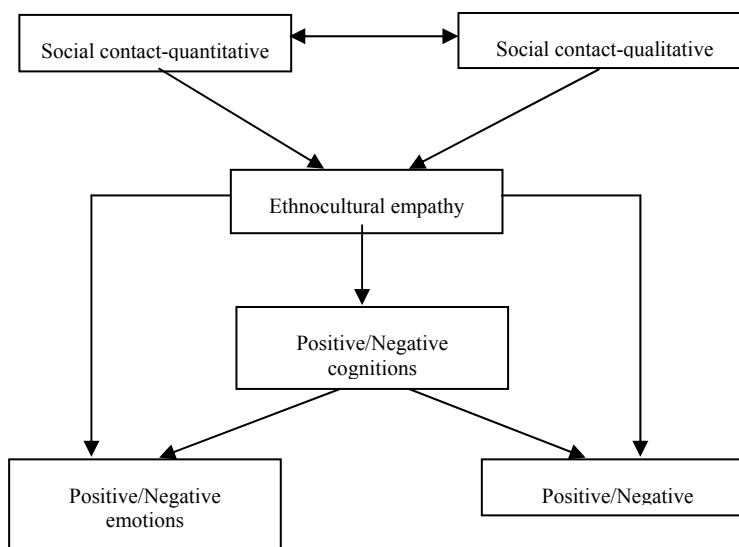 Social contact-quantitative
Social contact-qualitative
Ethnocultural empathy
Positive/Negative
cognitions
Positive/Negative
emotions
Positive/Negative